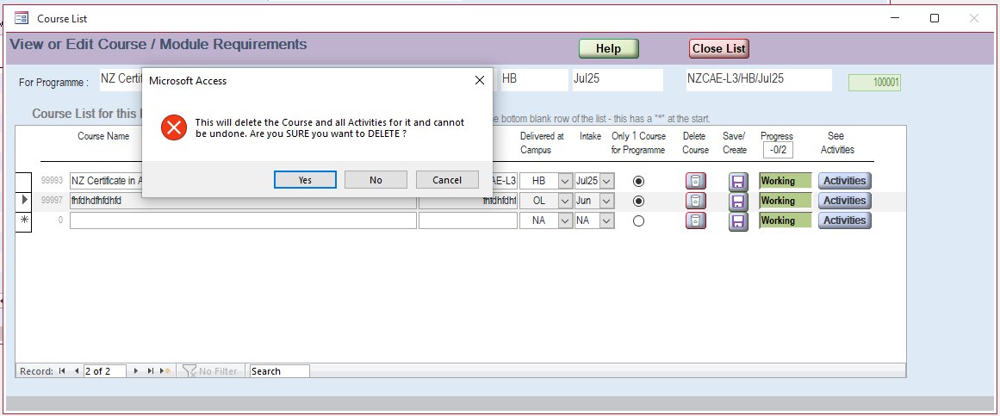 Course List
View or Edit Course / Module Requirements
Help
Close List
For Programme :
NZ Certif
HB
Jul25
NZCAE-L3/HB/Jul25
100001
Microsoft Access
This will delete the Course and all Activities for it and cannot
be undone. Are you SURE you want to DELETE ?
Yes
No
Cancel
Course List for this
e bottom blank row of the list - this has a "*" at the start.
Course Name
Delivered at
Campus
Intake
Only 1 Course
for Programme
Delete
Course
Save/
Create
Progress
-0/2
See
Activities
99993
NZ Certificate in A
AE-L3
HB
Jul25
Working
Activities
99997
fhfdhdfhfdhfd
fhfdhfdhf
OL
Jun
Working
Activities
*
0
NA
NA
Working
Activities
Record:
2 of 2
No Filter
Search